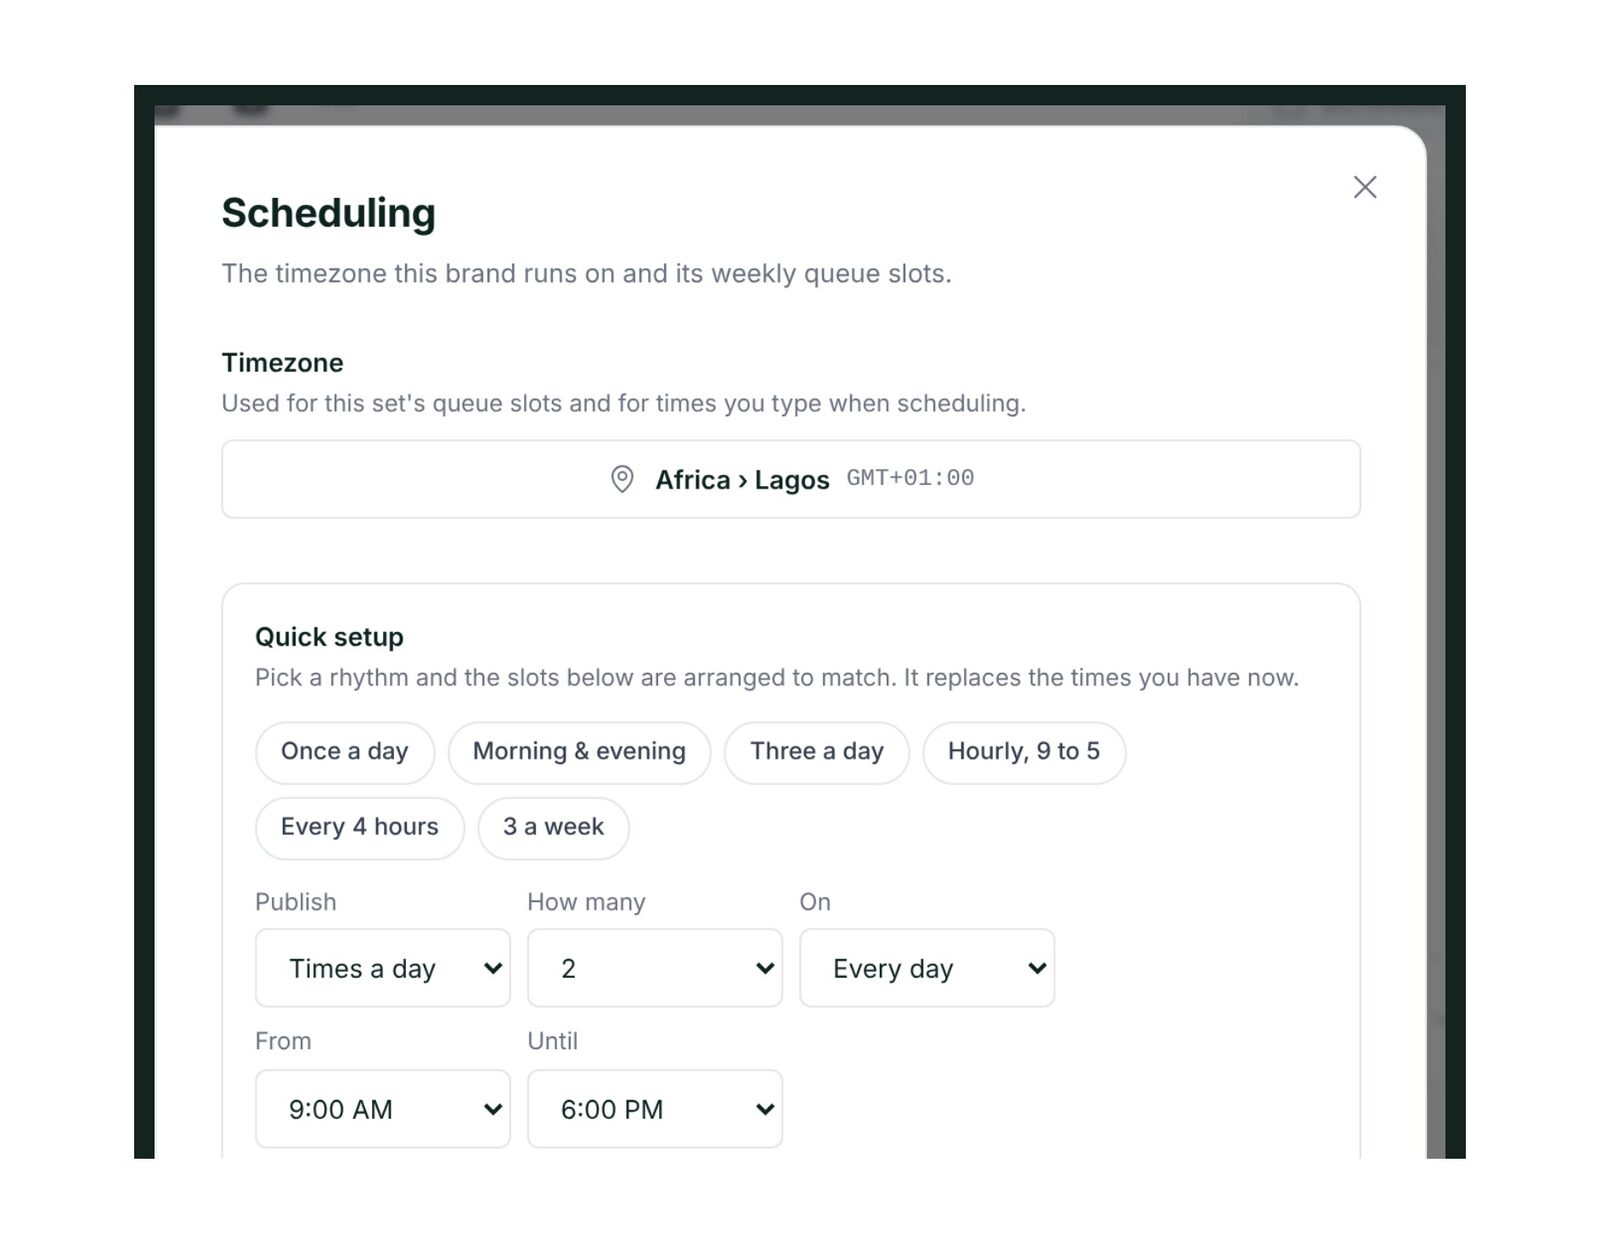 Scheduling
The timezone this brand runs on and its weekly queue slots.
Timezone
Used for this set's queue slots and for times you type when scheduling.
Africa › Lagos GMT+01:00
Quick setup
Pick a rhythm and the slots below are arranged to match. It replaces the times you have now.
Once a day Morning & evening Three a day Hourly, 9 to 5
Every 4 hours 3 a week
Publish How many On
Times a day 2 Every day
From Until
9:00 AM 6:00 PM